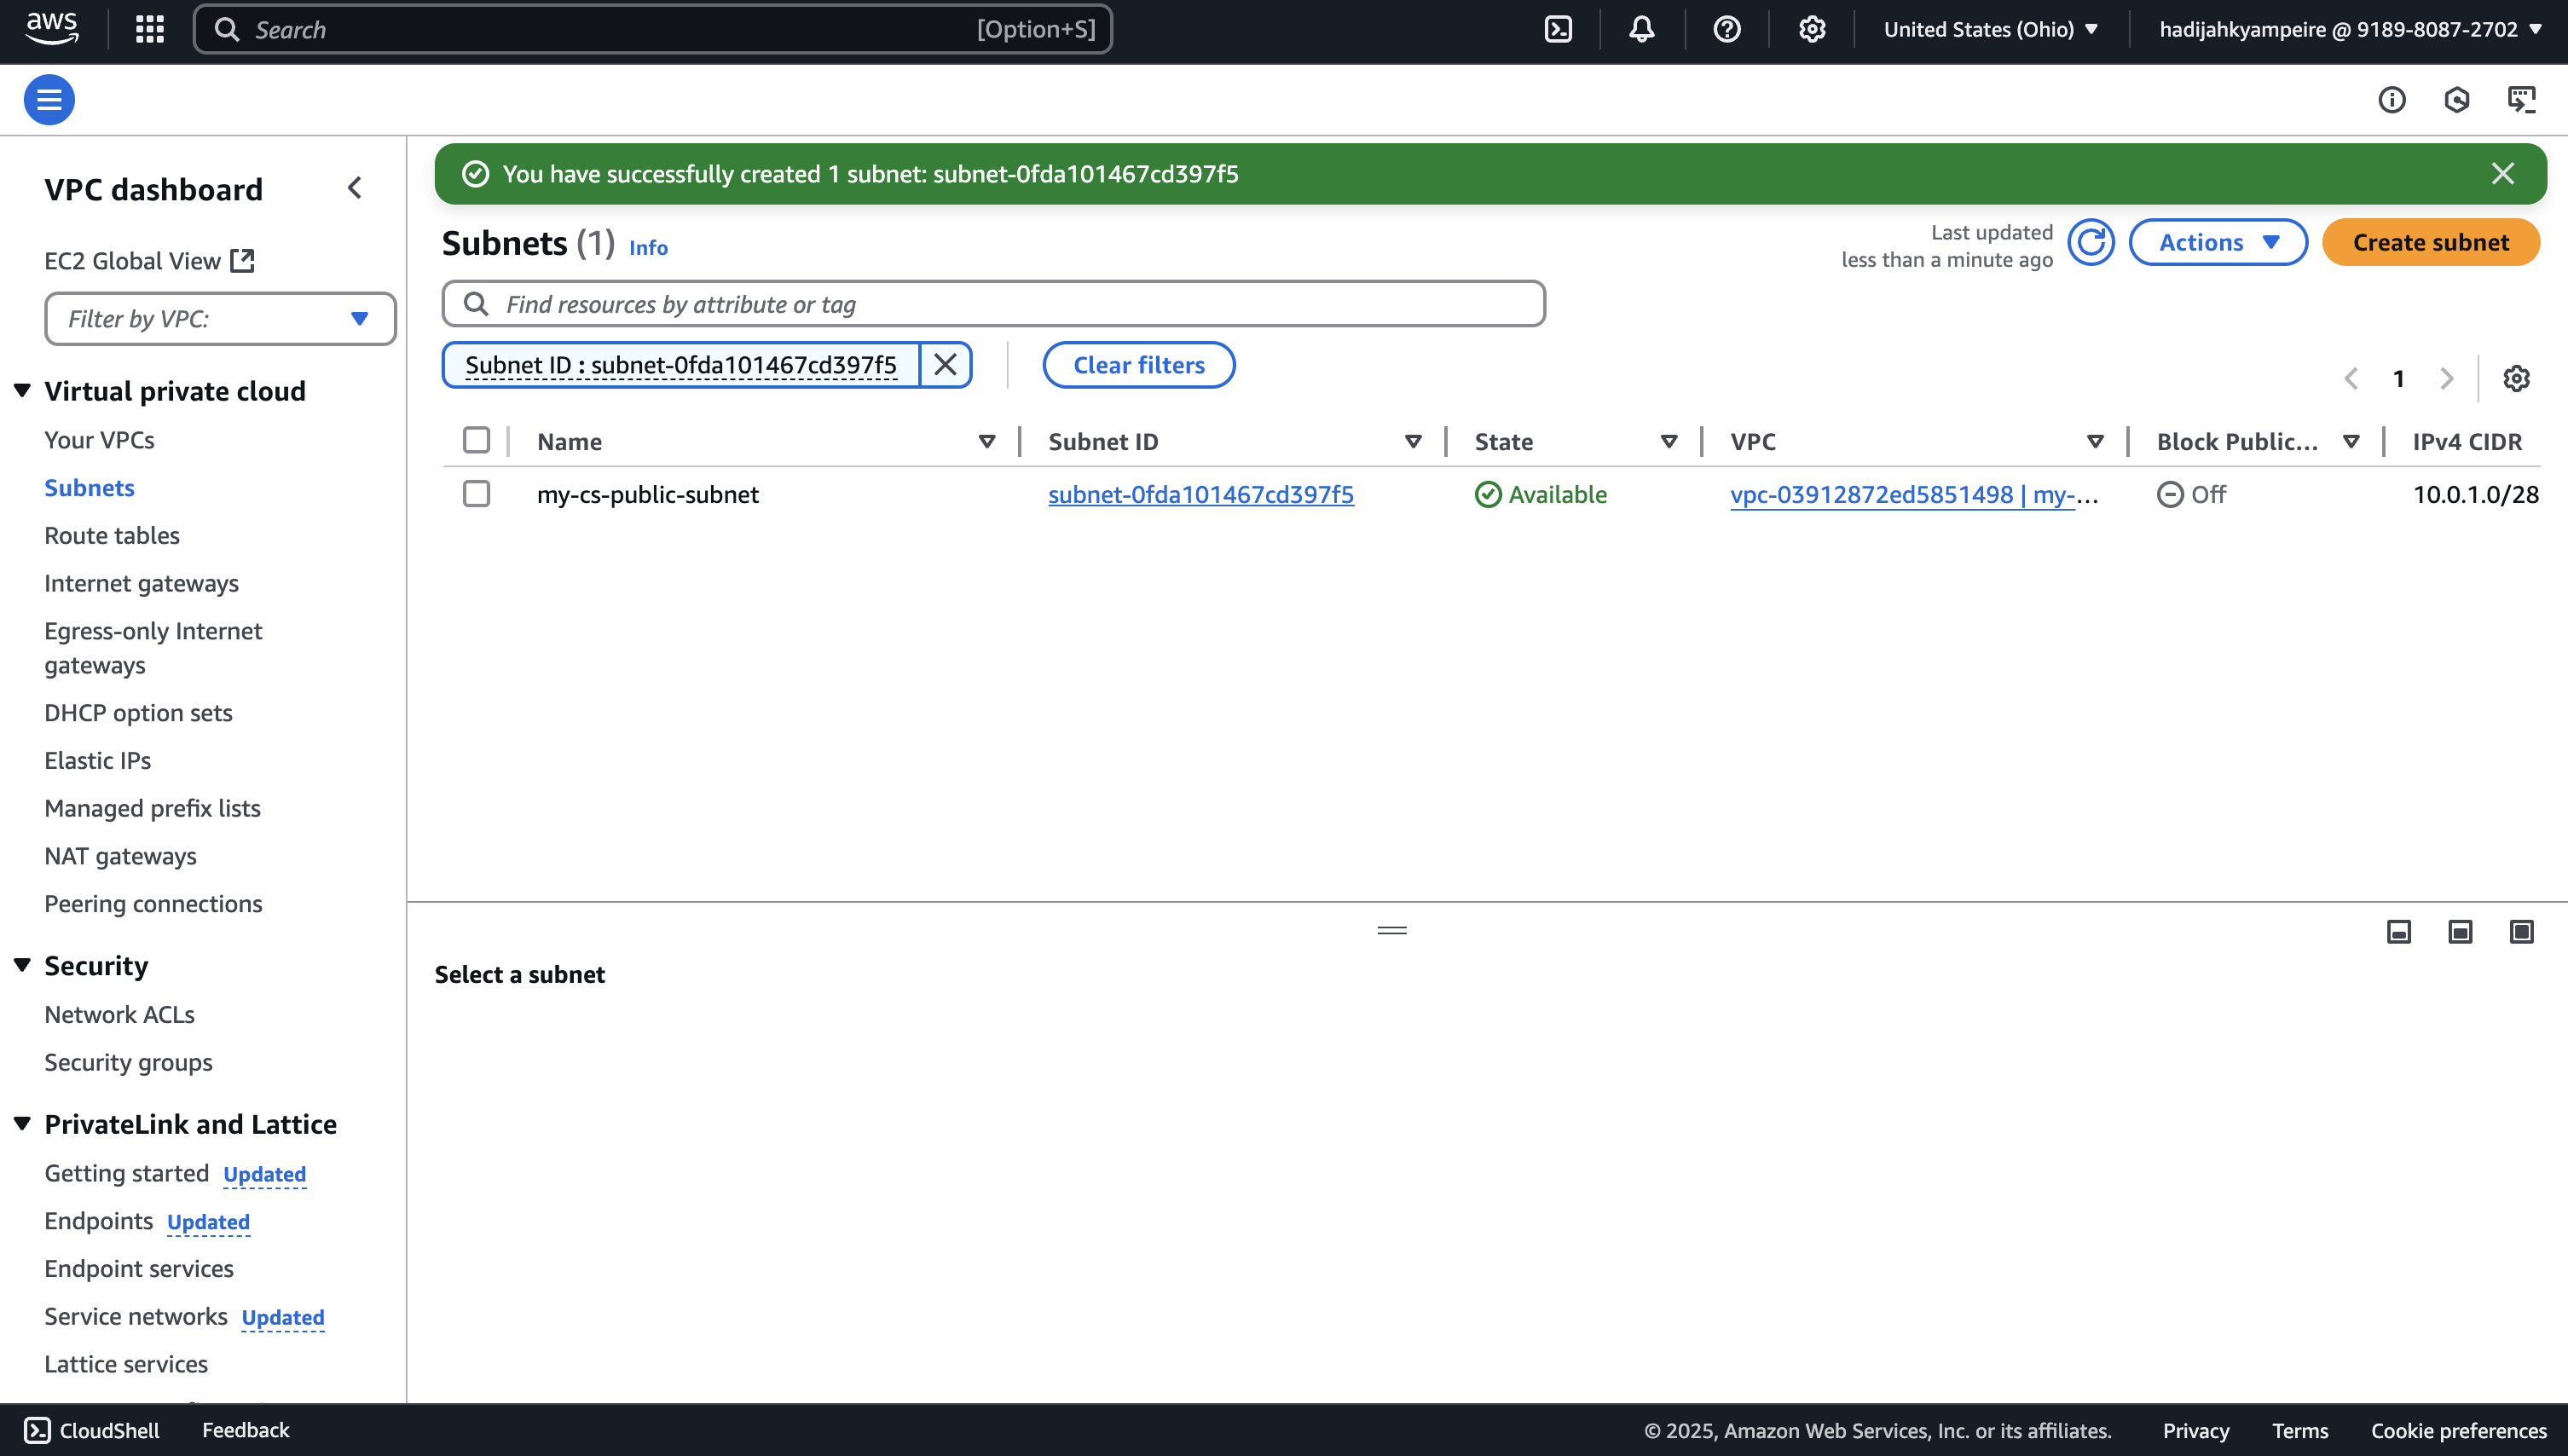 aws
Search [Option+S]
United States (Ohio)
hadijahkyampeire @ 9189-8087-2702
VPC dashboard
EC2 Global View
Filter by VPC:
Virtual private cloud
Your VPCs
Subnets
Route tables
Internet gateways
Egress-only Internet
gateways
DHCP option sets
Elastic IPs
Managed prefix lists
NAT gateways
Peering connections
Security
Network ACLs
Security groups
PrivateLink and Lattice
Getting started Updated
Endpoints Updated
Endpoint services
Service networks Updated
Lattice services
You have successfully created 1 subnet: subnet-0fda101467cd397f5
Subnets (1) Info
Last updated
less than a minute ago
Actions
Create subnet
Find resources by attribute or tag
Subnet ID : subnet-0fda101467cd397f5
Clear filters
1
Name Subnet ID State VPC Block Public... IPv4 CIDR
my-cs-public-subnet subnet-0fda101467cd397f5 Available vpc-03912872ed5851498 | my-... Off 10.0.1.0/28
Select a subnet
CloudShell Feedback
© 2025, Amazon Web Services, Inc. or its affiliates. Privacy Terms Cookie preferences